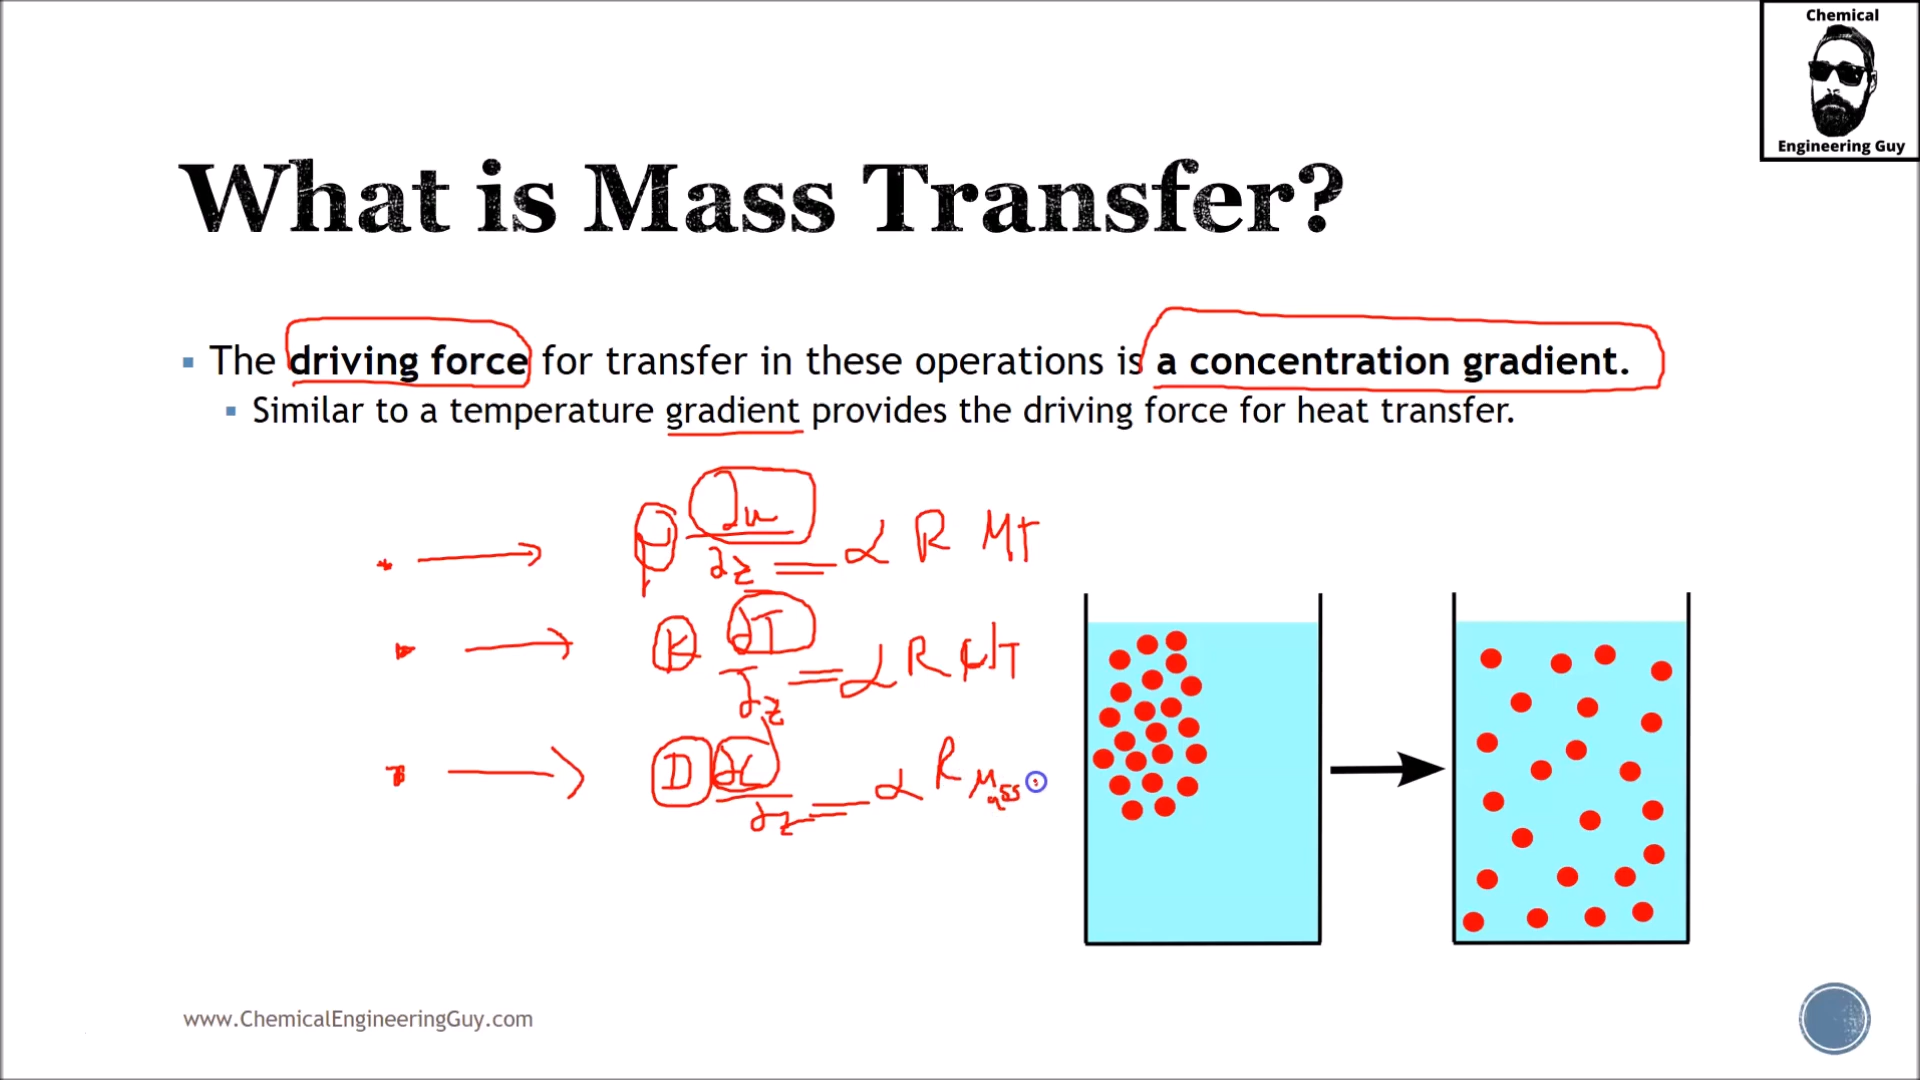 Chemical
Engineering Guy
What is Mass Transfer?
The driving force for transfer in these operations is a concentration gradient.
Similar to a temperature gradient provides the driving force for heat transfer.
μ ∂u/∂z = α R MT
K ∂T/∂z = α R HT
D ∂C/∂z = α R Mass
www.ChemicalEngineeringGuy.com